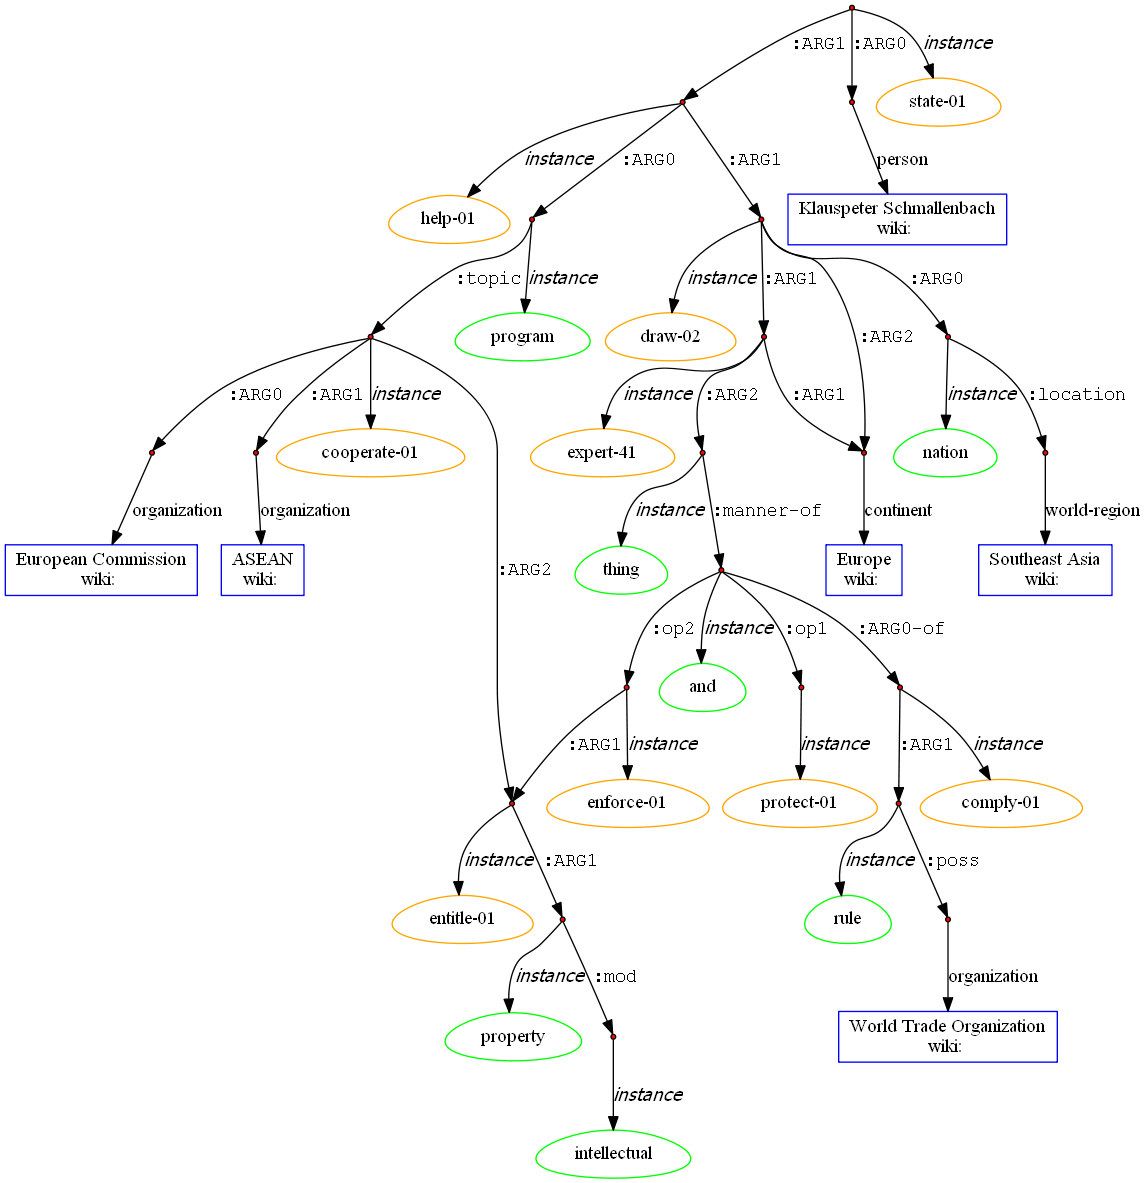 :ARG1
:ARG0
instance
state-01
instance
:ARG0
:ARG1
person
Klauspeter Schmallenbach
wiki:
help-01
:topic
instance
instance
:ARG1
:ARG0
program
draw-02
:ARG2
:ARG0
:ARG1
instance
instance
:ARG2
:ARG1
instance
:location
cooperate-01
expert-41
nation
organization
organization
instance
:manner-of
continent
world-region
European Commission
wiki:
ASEAN
wiki:
:ARG2
thing
Europe
wiki:
Southeast Asia
wiki:
:op2
instance
:op1
:ARG0-of
and
:ARG1
instance
instance
:ARG1
instance
enforce-01
protect-01
comply-01
instance
:ARG1
instance
:poss
entitle-01
rule
instance
:mod
organization
property
World Trade Organization
wiki:
instance
intellectual